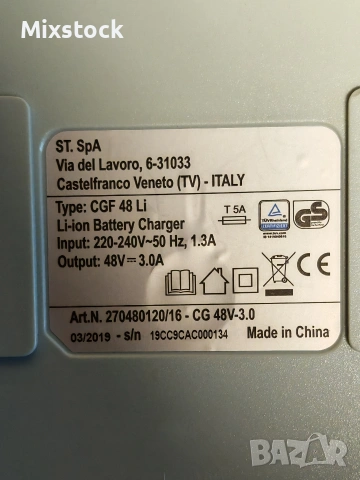 Mixstock
ST. SpA
Via del Lavoro, 6-31033
Castelfranco Veneto (TV) - ITALY
Type: CGF 48 Li
Li-ion Battery Charger
Input: 220-240V~50 Hz, 1.3A
Output: 48V⎓3.0A
T 5A
GS
CE
Art.N. 270480120/16 - CG 48V-3.0
03/2019 - s/n 19CC9CAC000134
Made in China
BAZAR